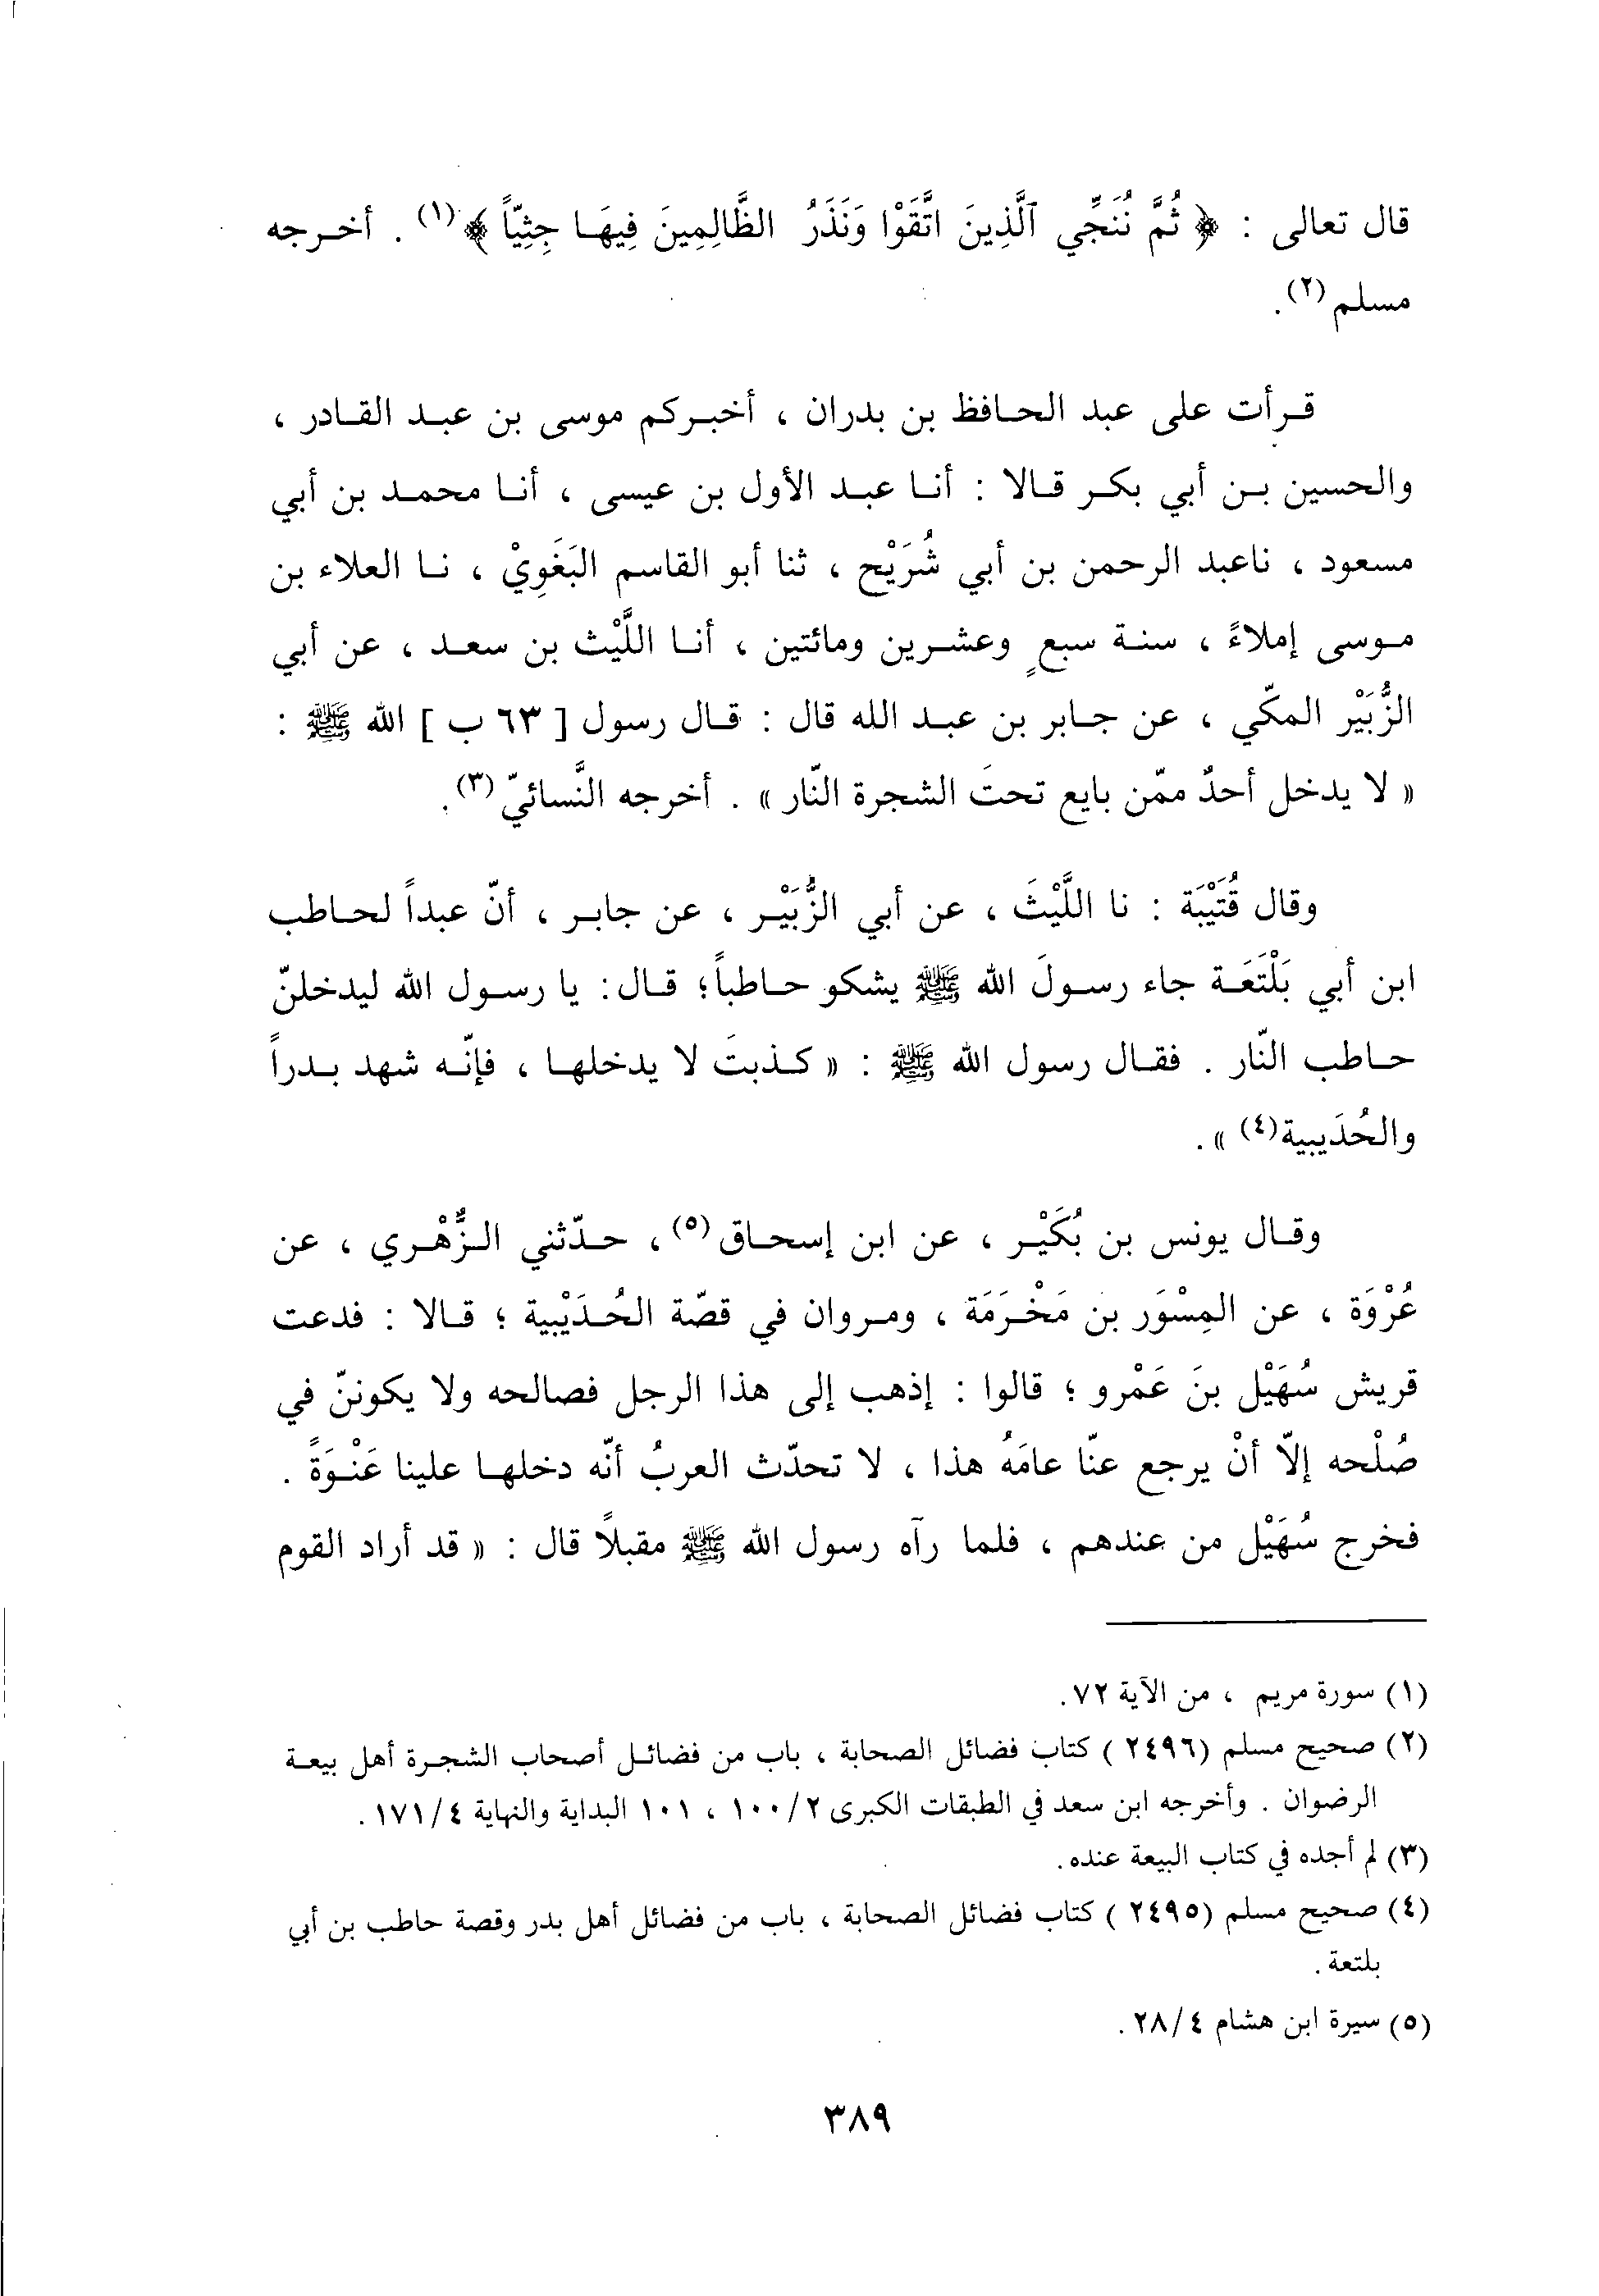 قال تعالى : ﴿ ثُمَّ نُنَجِّي ٱلَّذِينَ اتَّقَوْا وَنَذَرُ الظَّالِمِينَ فِيهَا جِثِيّاً ﴾(١) . أخرجه
مسلم(٢).
قرأت على عبد الحافظ بن بدران ، أخبركم موسى بن عبد القادر ،
والحسين بن أبي بكر قالا : أنا عبد الأول بن عيسى ، أنا محمد بن أبي
مسعود ، ناعبد الرحمن بن أبي شُرَيْح ، ثنا أبو القاسم البَغَوِيْ ، نا العلاء بن
موسى إملاءً ، سنة سبعٍ وعشرين ومائتين ، أنا اللَّيْث بن سعد ، عن أبي
الزُّبَيْر المكّي ، عن جابر بن عبد الله قال : قال رسول [ ٦٣ ب ] الله ﷺ :
« لا يدخل أحدٌ ممّن بايع تحتَ الشجرة النّار » . أخرجه النَّسائيّ(٣).
وقال قُتَيْبَة : نا اللَّيْثَ ، عن أبي الزُّبَيْر ، عن جابر ، أنّ عبداً لحاطب
ابن أبي بَلْتَعَة جاء رسولَ الله ﷺ يشكو حاطباً؛ قال: يا رسول الله ليدخلنّ
حاطب النّار . فقال رسول الله ﷺ : « كذبتَ لا يدخلها ، فإنّه شهد بدراً
والحُدَيبية(٤) » .
وقال يونس بن بُكَيْر ، عن ابن إسحاق(٥) ، حدّثني الزُّهْري ، عن
عُرْوَة ، عن المِسْوَر بن مَخْرَمَة ، ومروان في قصّة الحُدَيْبية ؛ قالا : فدعت
قريش سُهَيْل بنَ عَمْرو ؛ قالوا : إذهب إلى هذا الرجل فصالحه ولا يكوننّ في
صُلْحه إلاّ أنْ يرجع عنّا عامَهُ هذا ، لا تحدّث العربُ أنّه دخلها علينا عَنْوَةً .
فخرج سُهَيْل من عندهم ، فلما رآه رسول الله ﷺ مقبلاً قال : « قد أراد القوم
(١) سورة مريم ، من الآية ٧٢.
(٢) صحيح مسلم (٢٤٩٦) كتاب فضائل الصحابة ، باب من فضائل أصحاب الشجرة أهل بيعة
الرضوان . وأخرجه ابن سعد في الطبقات الكبرى ٢/ ١٠٠ ، ١٠١ البداية والنهاية ٤/ ١٧١ .
(٣) لم أجده في كتاب البيعة عنده.
(٤) صحيح مسلم (٢٤٩٥) كتاب فضائل الصحابة ، باب من فضائل أهل بدر وقصة حاطب بن أبي
بلتعة .
(٥) سيرة ابن هشام ٤/ ٢٨ .
٣٨٩